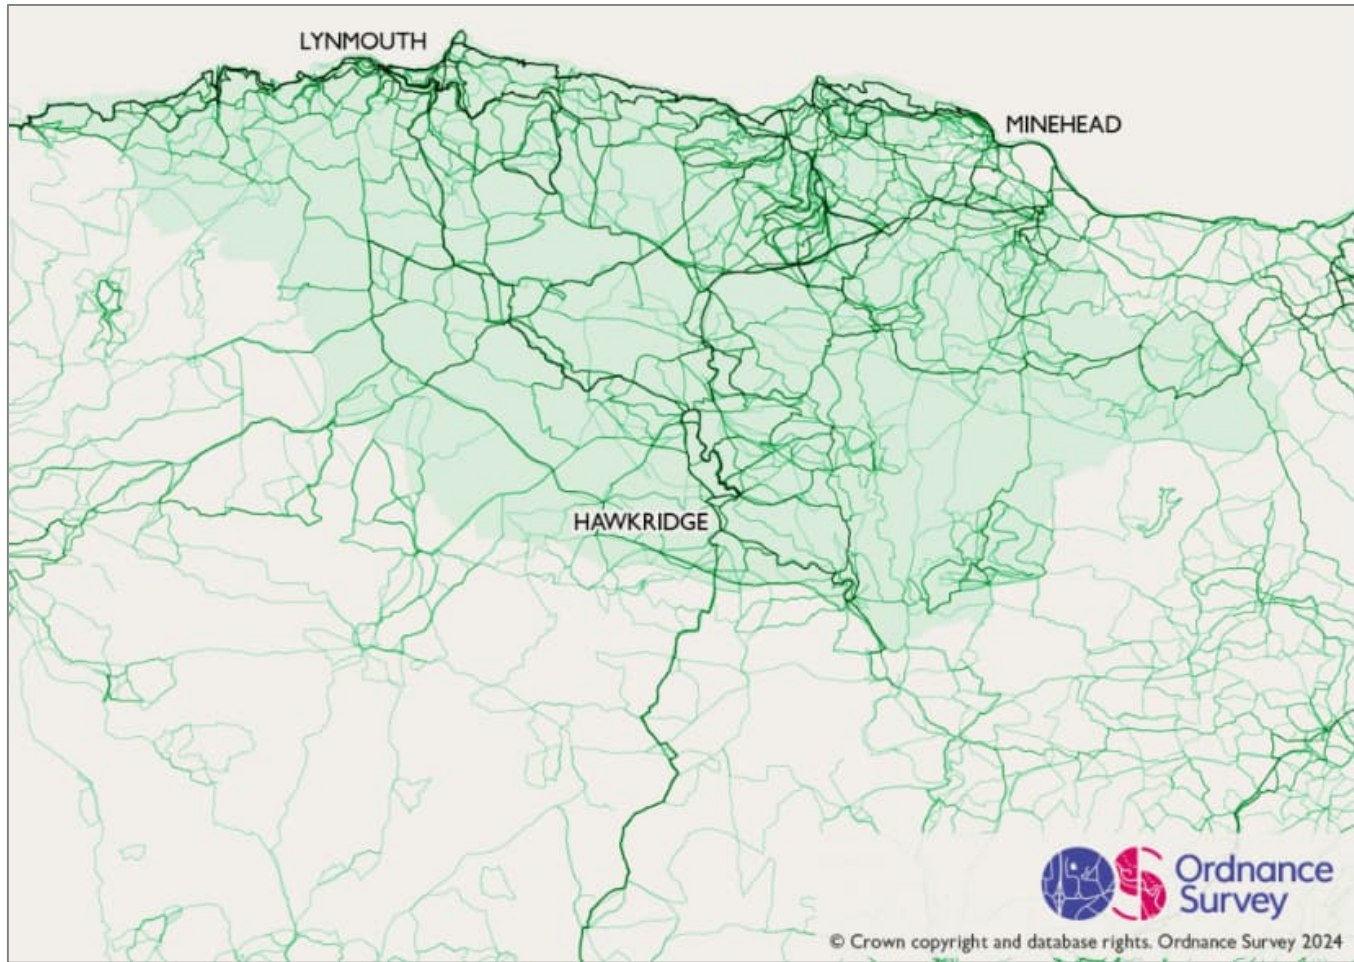 LYNMOUTH
MINEHEAD
HAWKRIDGE
Ordnance
Survey
© Crown copyright and database rights. Ordnance Survey 2024